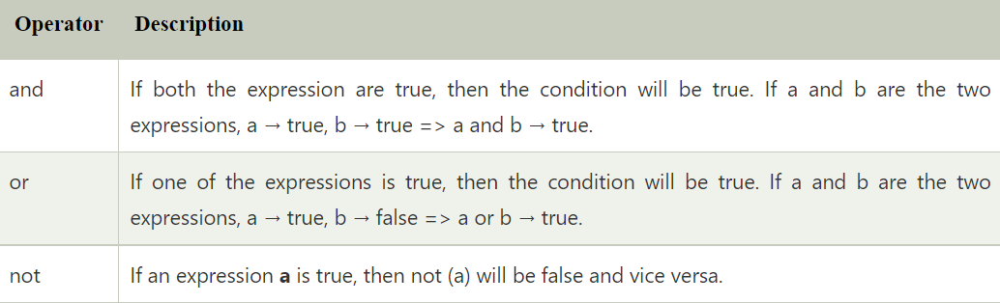 Operator Description
and If both the expression are true, then the condition will be true. If a and b are the two
expressions, a → true, b → true => a and b → true.
or If one of the expressions is true, then the condition will be true. If a and b are the two
expressions, a → true, b → false => a or b → true.
not If an expression a is true, then not (a) will be false and vice versa.